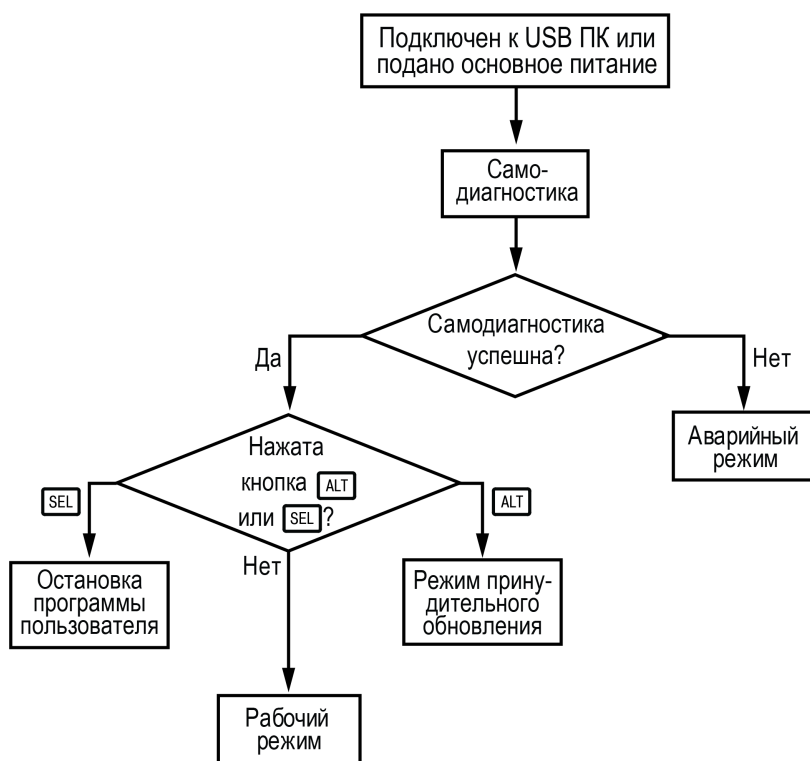 Подключен к USB ПК или
подано основное питание
Само-
диагностика
Самодиагностика
успешна?
Да
Нет
Аварийный
режим
Нажата
кнопка ALT
или SEL?
SEL
ALT
Нет
Остановка
программы
пользователя
Режим прину-
дительного
обновления
Рабочий
режим